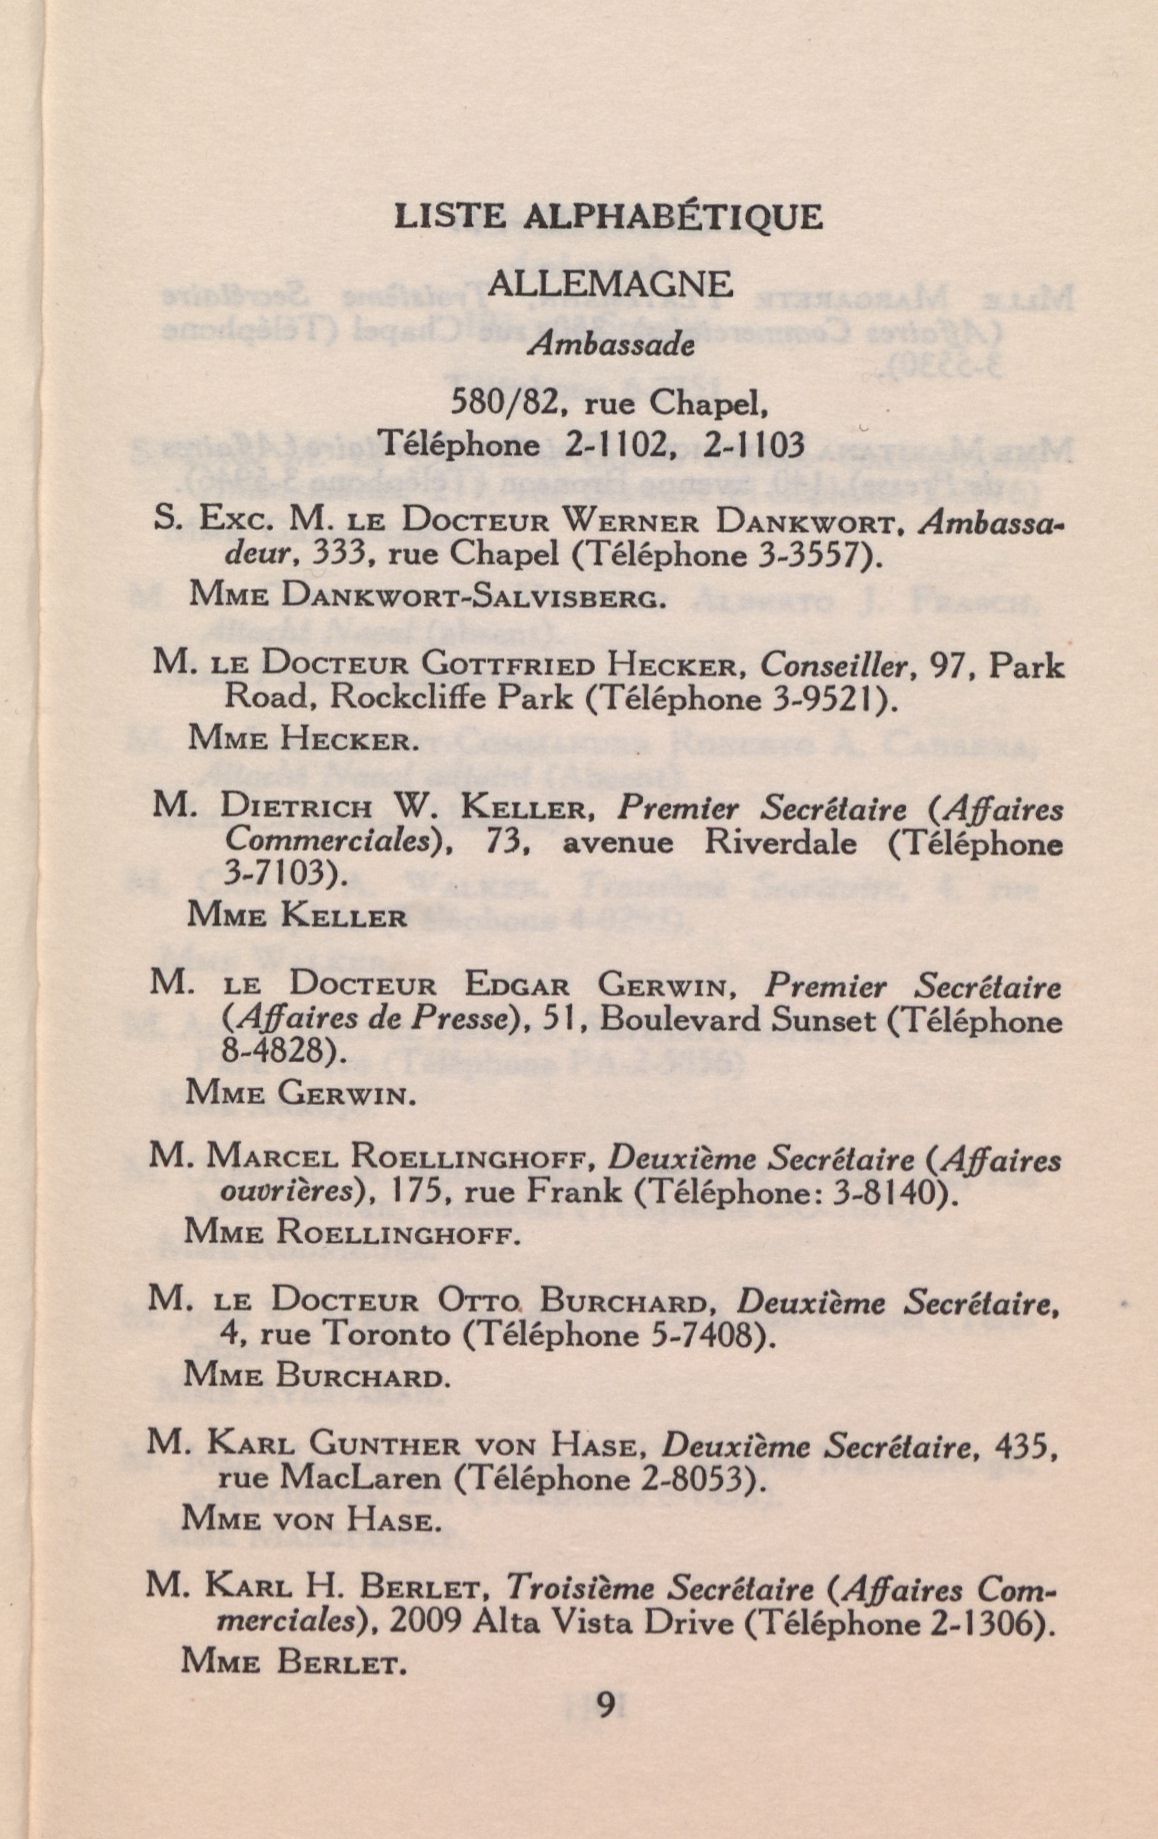 LISTE ALPHABÉTIQUE
ALLEMAGNE
Ambassade
580/82, rue Chapel,
Téléphone 2-1102, 2-1103
S. Exc. M. le Docteur Werner Dankwort, Ambassa-
deur, 333, rue Chapel (Téléphone 3-3557).
Mme Dankwort-Salvisberg.
M. le Docteur Gottfried Hecker, Conseiller, 97, Park
Road, Rockcliffe Park (Téléphone 3-9521).
Mme Hecker.
M. Dietrich W. Keller, Premier Secrétaire (Affaires
Commerciales), 73, avenue Riverdale (Téléphone
3-7103).
Mme Keller
M. le Docteur Edgar Gerwin, Premier Secrétaire
(Affaires de Presse), 51, Boulevard Sunset (Téléphone
8-4828).
Mme Gerwin.
M. Marcel Roellinghoff, Deuxième Secrétaire (Affaires
ouvrières), 175, rue Frank (Téléphone: 3-8140).
Mme Roellinghoff.
M. le Docteur Otto Burchard, Deuxième Secrétaire,
4, rue Toronto (Téléphone 5-7408).
Mme Burchard.
M. Karl Gunther von Hase, Deuxième Secrétaire, 435,
rue MacLaren (Téléphone 2-8053).
Mme von Hase.
M. Karl H. Berlet, Troisième Secrétaire (Affaires Com-
merciales), 2009 Alta Vista Drive (Téléphone 2-1306).
Mme Berlet.
9